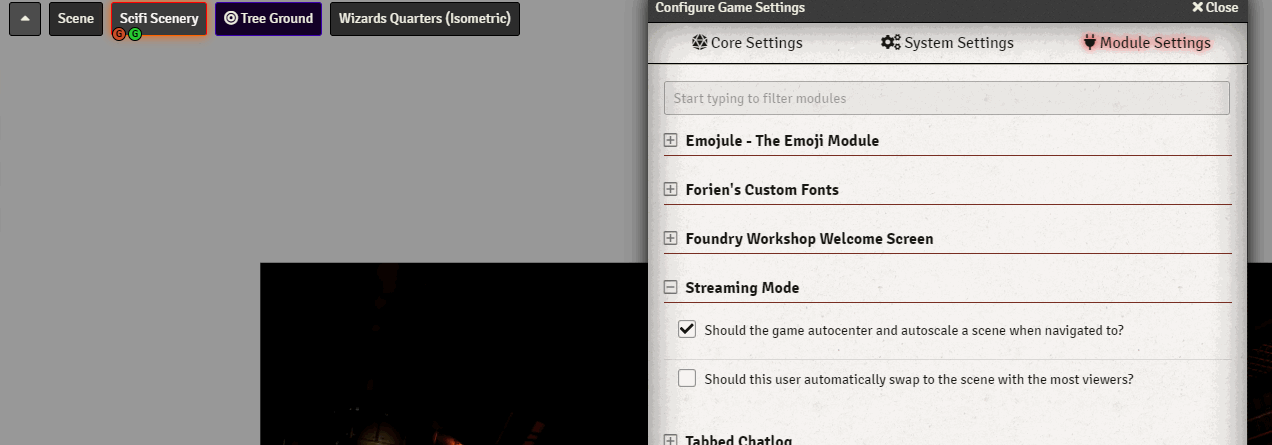 Configure Game Settings
Close
Scene
Scifi Scenery
G G
Tree Ground
Wizards Quarters (Isometric)
Core Settings
System Settings
Module Settings
Start typing to filter modules
Emojule - The Emoji Module
Forien's Custom Fonts
Foundry Workshop Welcome Screen
Streaming Mode
Should the game autocenter and autoscale a scene when navigated to?
Should this user automatically swap to the scene with the most viewers?
Tabbed Chatlog